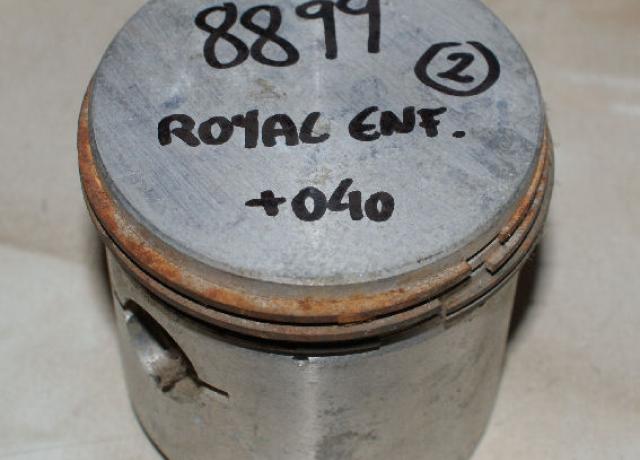 8899
(2)
ROYAL ENF.
+040